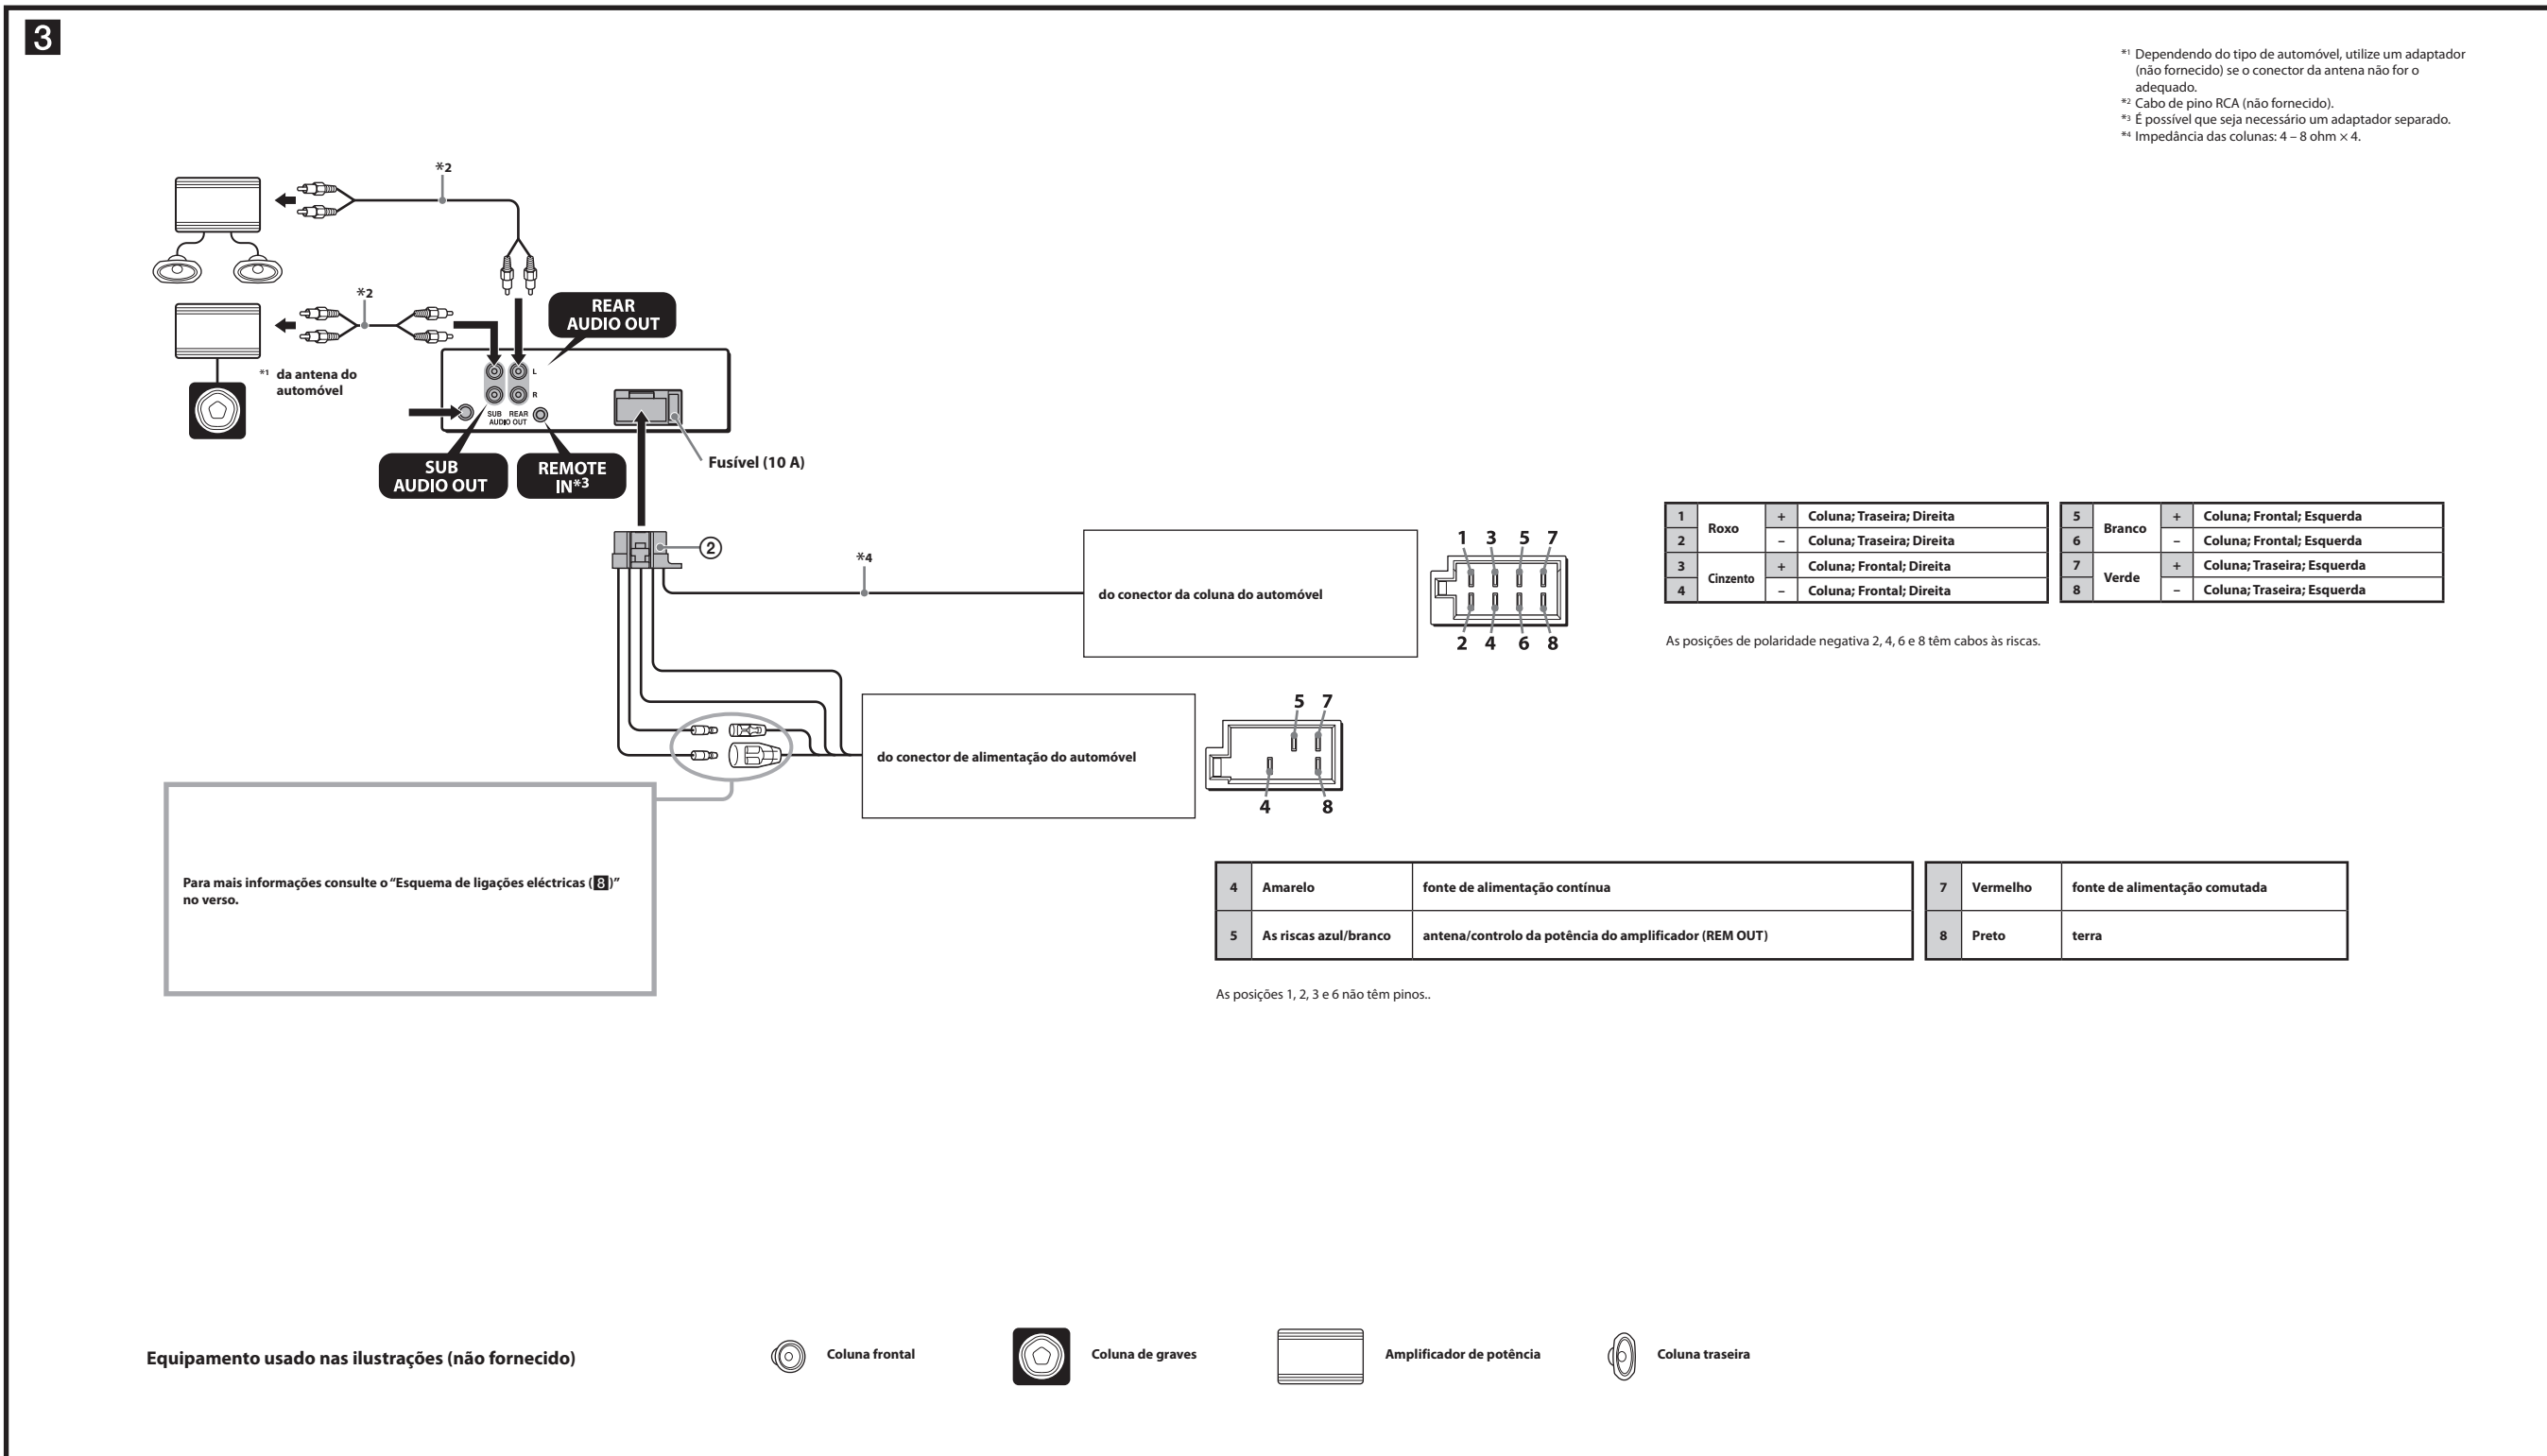 3
*1 Dependendo do tipo de automóvel, utilize um adaptador
(não fornecido) se o conector da antena não for o
adequado.
*2 Cabo de pino RCA (não fornecido).
*3 É possível que seja necessário um adaptador separado.
*4 Impedância das colunas: 4 – 8 ohm × 4.
*2
*2
REAR
AUDIO OUT
*1 da antena do
automóvel
L
R
SUB REAR
AUDIO OUT
SUB
AUDIO OUT
REMOTE
IN*3
Fusível (10 A)
②
*4
do conector da coluna do automóvel
1 3 5 7
2 4 6 8
1 Roxo + Coluna; Traseira; Direita
2 – Coluna; Traseira; Direita
3 Cinzento + Coluna; Frontal; Direita
4 – Coluna; Frontal; Direita
5 Branco + Coluna; Frontal; Esquerda
6 – Coluna; Frontal; Esquerda
7 Verde + Coluna; Traseira; Esquerda
8 – Coluna; Traseira; Esquerda
As posições de polaridade negativa 2, 4, 6 e 8 têm cabos às riscas.
do conector de alimentação do automóvel
5 7
4 8
Para mais informações consulte o “Esquema de ligações eléctricas (8)”
no verso.
4 Amarelo fonte de alimentação contínua
5 As riscas azul/branco antena/controlo da potência do amplificador (REM OUT)
7 Vermelho fonte de alimentação comutada
8 Preto terra
As posições 1, 2, 3 e 6 não têm pinos..
Equipamento usado nas ilustrações (não fornecido)
Coluna frontal
Coluna de graves
Amplificador de potência
Coluna traseira